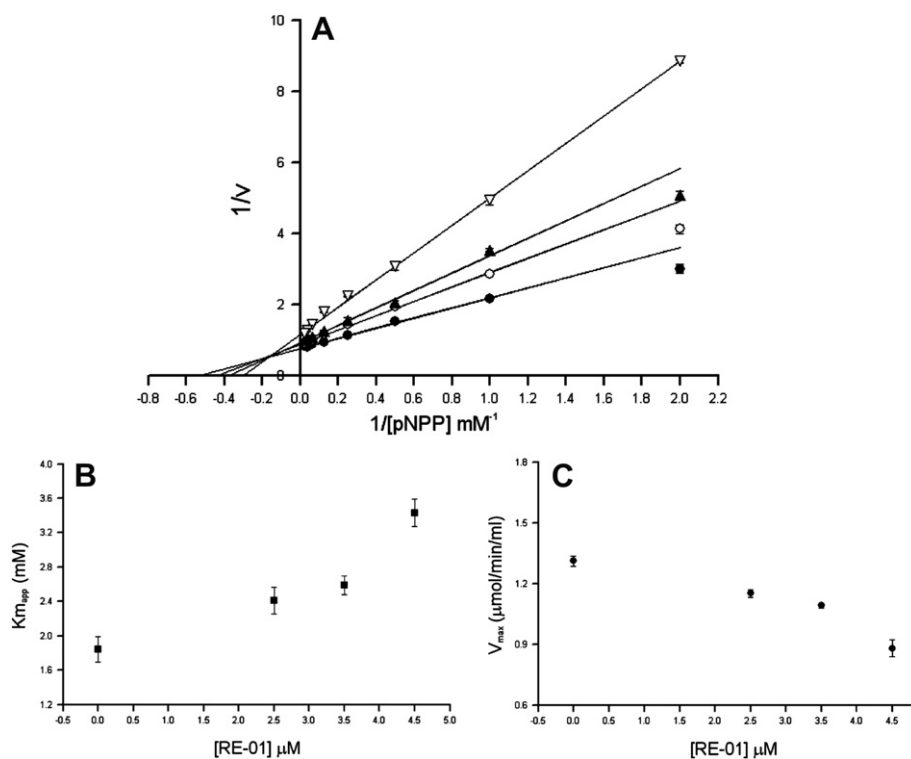 A
10
8
6
4
2
0
1/v
-0.8 -0.6 -0.4 -0.2 0.0 0.2 0.4 0.6 0.8 1.0 1.2 1.4 1.6 1.8 2.0 2.2
1/[pNPP] mM⁻¹
B
4.0
3.6
3.2
2.8
2.4
2.0
1.6
1.2
Km app (mM)
-0.5 0.0 0.5 1.0 1.5 2.0 2.5 3.0 3.5 4.0 4.5 5.0
[RE-01] μM
C
1.8
1.5
1.2
0.9
0.6
V max (μmol/min/ml)
-0.5 0.0 0.5 1.0 1.5 2.0 2.5 3.0 3.5 4.0 4.5
[RE-01] μM